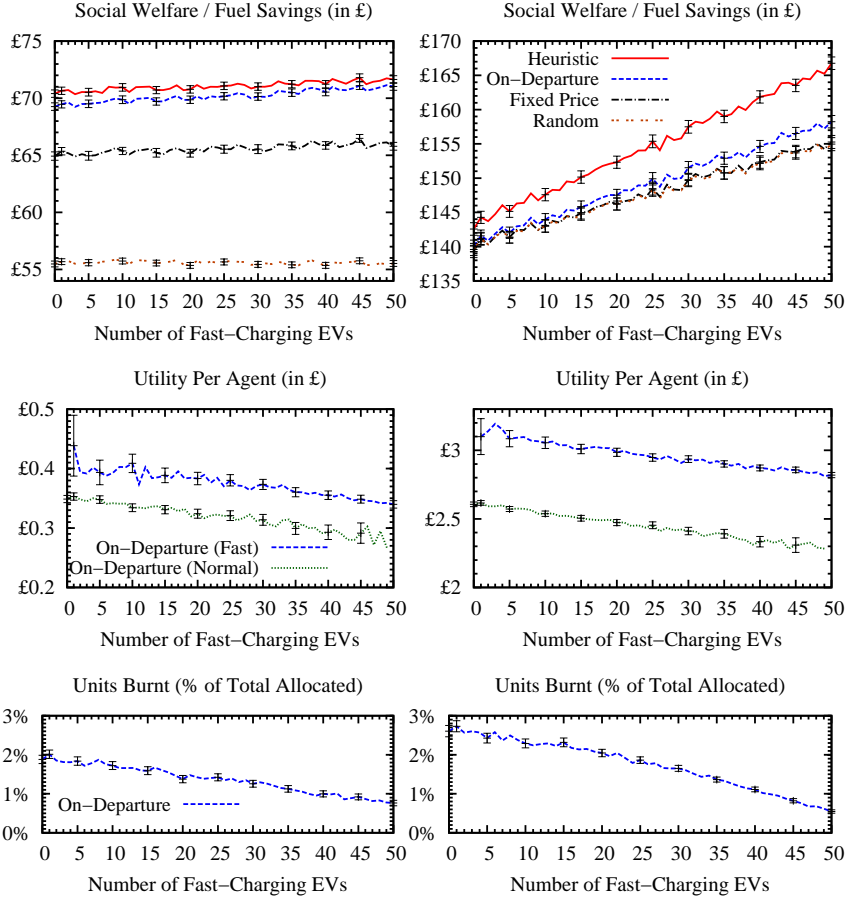 Social Welfare / Fuel Savings (in £)
£75
£70
£65
£60
£55
0 5 10 15 20 25 30 35 40 45 50
Number of Fast−Charging EVs
Social Welfare / Fuel Savings (in £)
£170
£165
£160
£155
£150
£145
£140
£135
Heuristic
On−Departure
Fixed Price
Random
0 5 10 15 20 25 30 35 40 45 50
Number of Fast−Charging EVs
Utility Per Agent (in £)
£0.5
£0.4
£0.3
£0.2
On−Departure (Fast)
On−Departure (Normal)
0 5 10 15 20 25 30 35 40 45 50
Number of Fast−Charging EVs
Utility Per Agent (in £)
£3
£2.5
£2
0 5 10 15 20 25 30 35 40 45 50
Number of Fast−Charging EVs
Units Burnt (% of Total Allocated)
3%
2%
1%
0%
On−Departure
0 5 10 15 20 25 30 35 40 45 50
Number of Fast−Charging EVs
Units Burnt (% of Total Allocated)
3%
2%
1%
0%
0 5 10 15 20 25 30 35 40 45 50
Number of Fast−Charging EVs